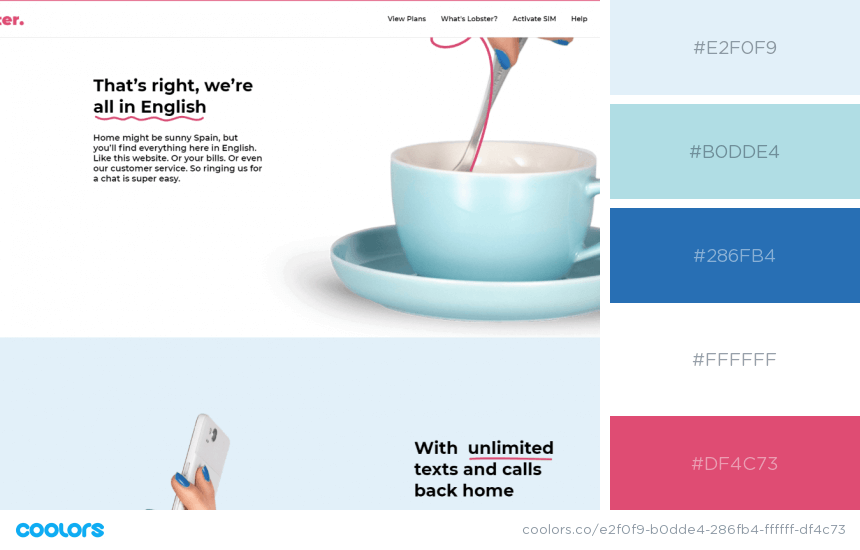 ter.
View Plans What's Lobster? Activate SIM Help
That's right, we're
all in English
Home might be sunny Spain, but
you'll find everything here in English.
Like this website. Or your bills. Or even
our customer service. So ringing us for
a chat is super easy.
With unlimited
texts and calls
back home
#E2F0F9
#B0DDE4
#286FB4
#FFFFFF
#DF4C73
coolors
coolors.co/e2f0f9-b0dde4-286fb4-ffffff-df4c73